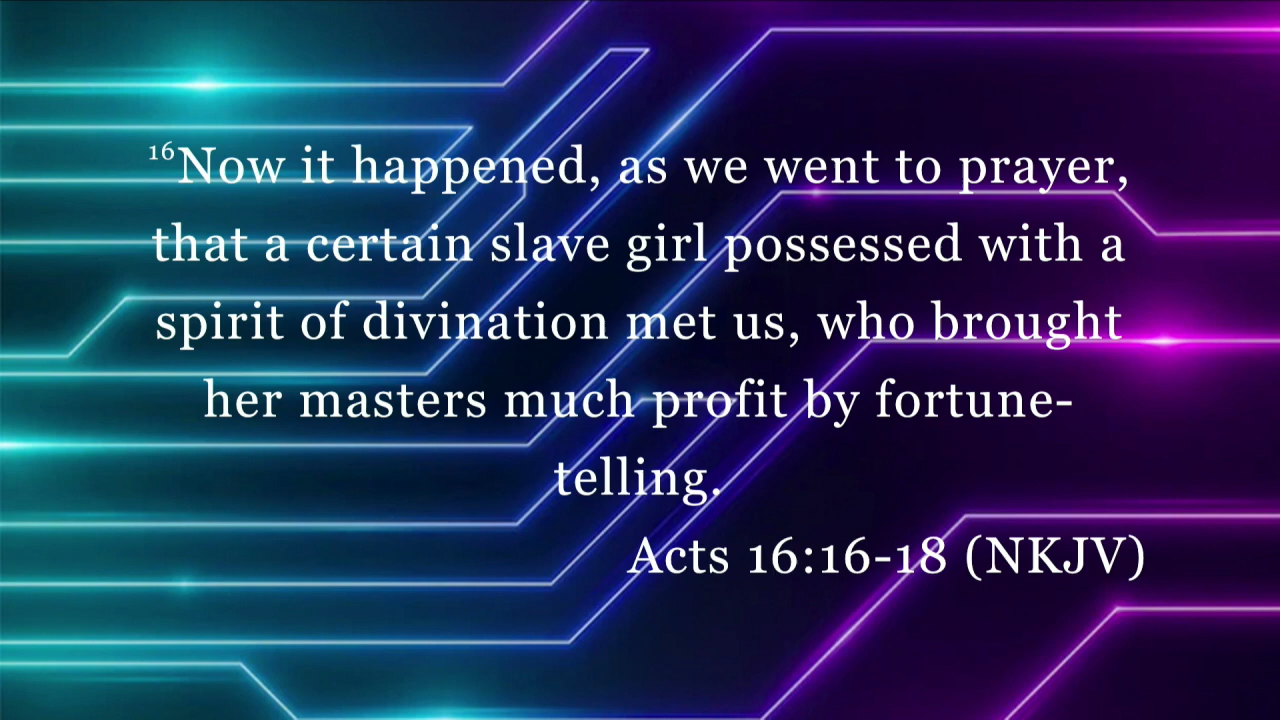 ¹⁶Now it happened, as we went to prayer,
that a certain slave girl possessed with a
spirit of divination met us, who brought
her masters much profit by fortune-
telling.
Acts 16:16-18 (NKJV)